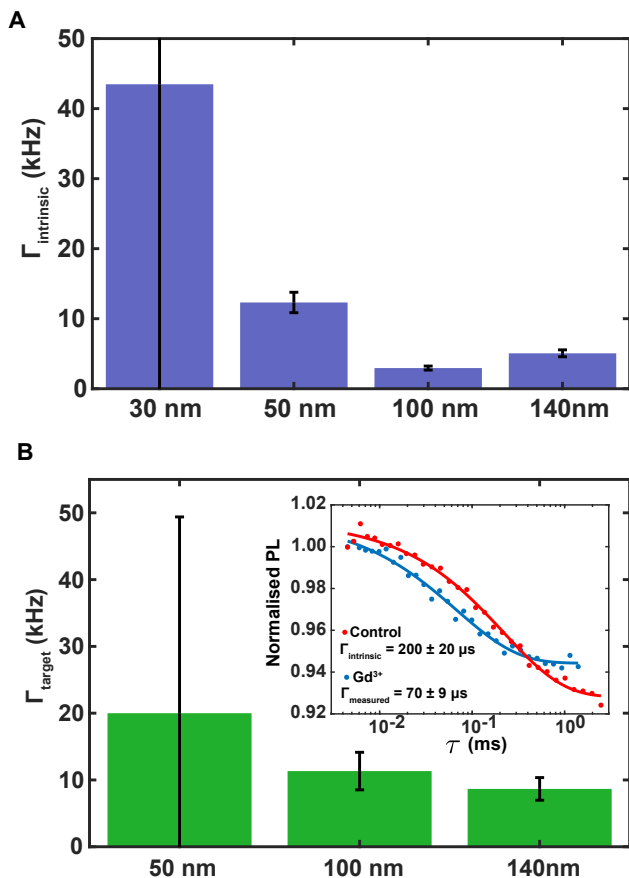 A
Γintrinsic (kHz)
50
40
30
20
10
0
30 nm 50 nm 100 nm 140nm
B
Γtarget (kHz)
50
40
30
20
10
0
50 nm 100 nm 140nm
Normalised PL
1.02
1.00
0.98
0.96
0.94
0.92
Control
Γintrinsic = 200 ± 20 μs
Gd³⁺
Γmeasured = 70 ± 9 μs
10⁻² 10⁻¹ 10⁰
τ (ms)